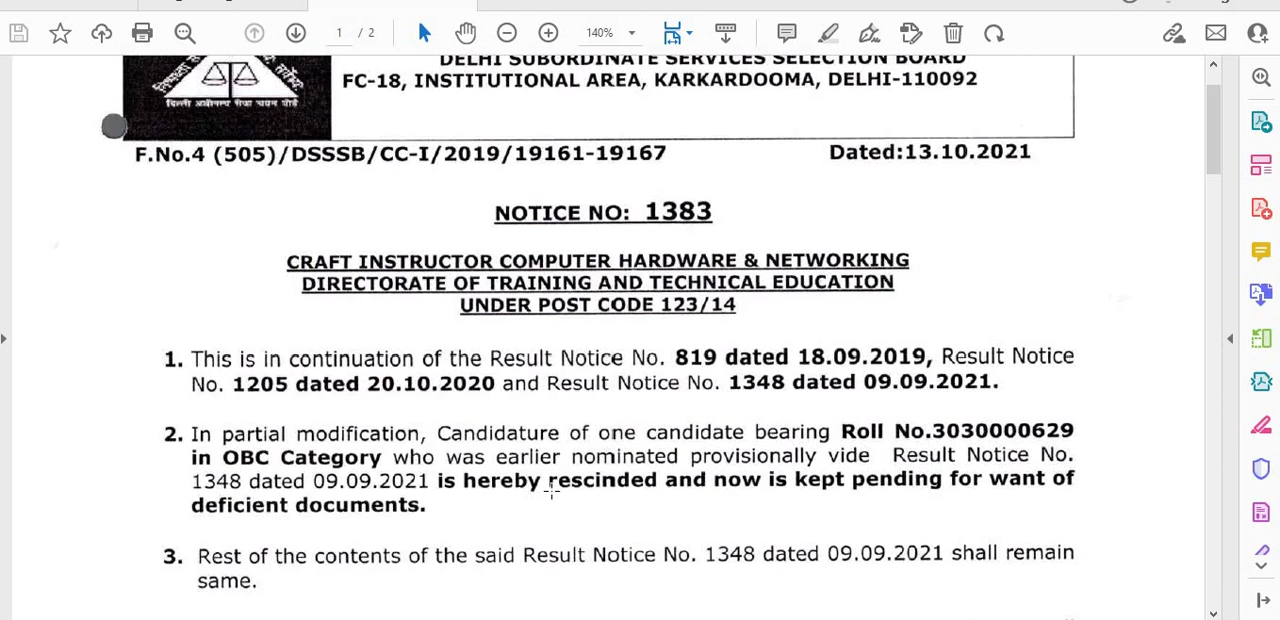 1 / 2
140%
DELHI SUBORDINATE SERVICES SELECTION BOARD
FC-18, INSTITUTIONAL AREA, KARKARDOOMA, DELHI-110092
दिल्ली अधीनस्थ सेवा चयन बोर्ड
F.No.4 (505)/DSSSB/CC-I/2019/19161-19167 Dated:13.10.2021
NOTICE NO: 1383
CRAFT INSTRUCTOR COMPUTER HARDWARE & NETWORKING
DIRECTORATE OF TRAINING AND TECHNICAL EDUCATION
UNDER POST CODE 123/14
1. This is in continuation of the Result Notice No. 819 dated 18.09.2019, Result Notice
No. 1205 dated 20.10.2020 and Result Notice No. 1348 dated 09.09.2021.
2. In partial modification, Candidature of one candidate bearing Roll No.3030000629
in OBC Category who was earlier nominated provisionally vide Result Notice No.
1348 dated 09.09.2021 is hereby rescinded and now is kept pending for want of
deficient documents.
3. Rest of the contents of the said Result Notice No. 1348 dated 09.09.2021 shall remain
same.